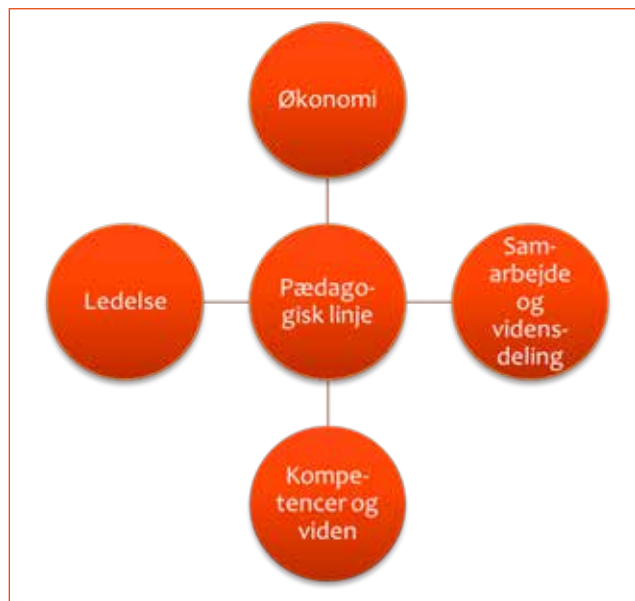 Økonomi
Ledelse
Pædago-
gisk linje
Sam-
arbejde
og
videns-
deling
Kompe-
tencer og
viden